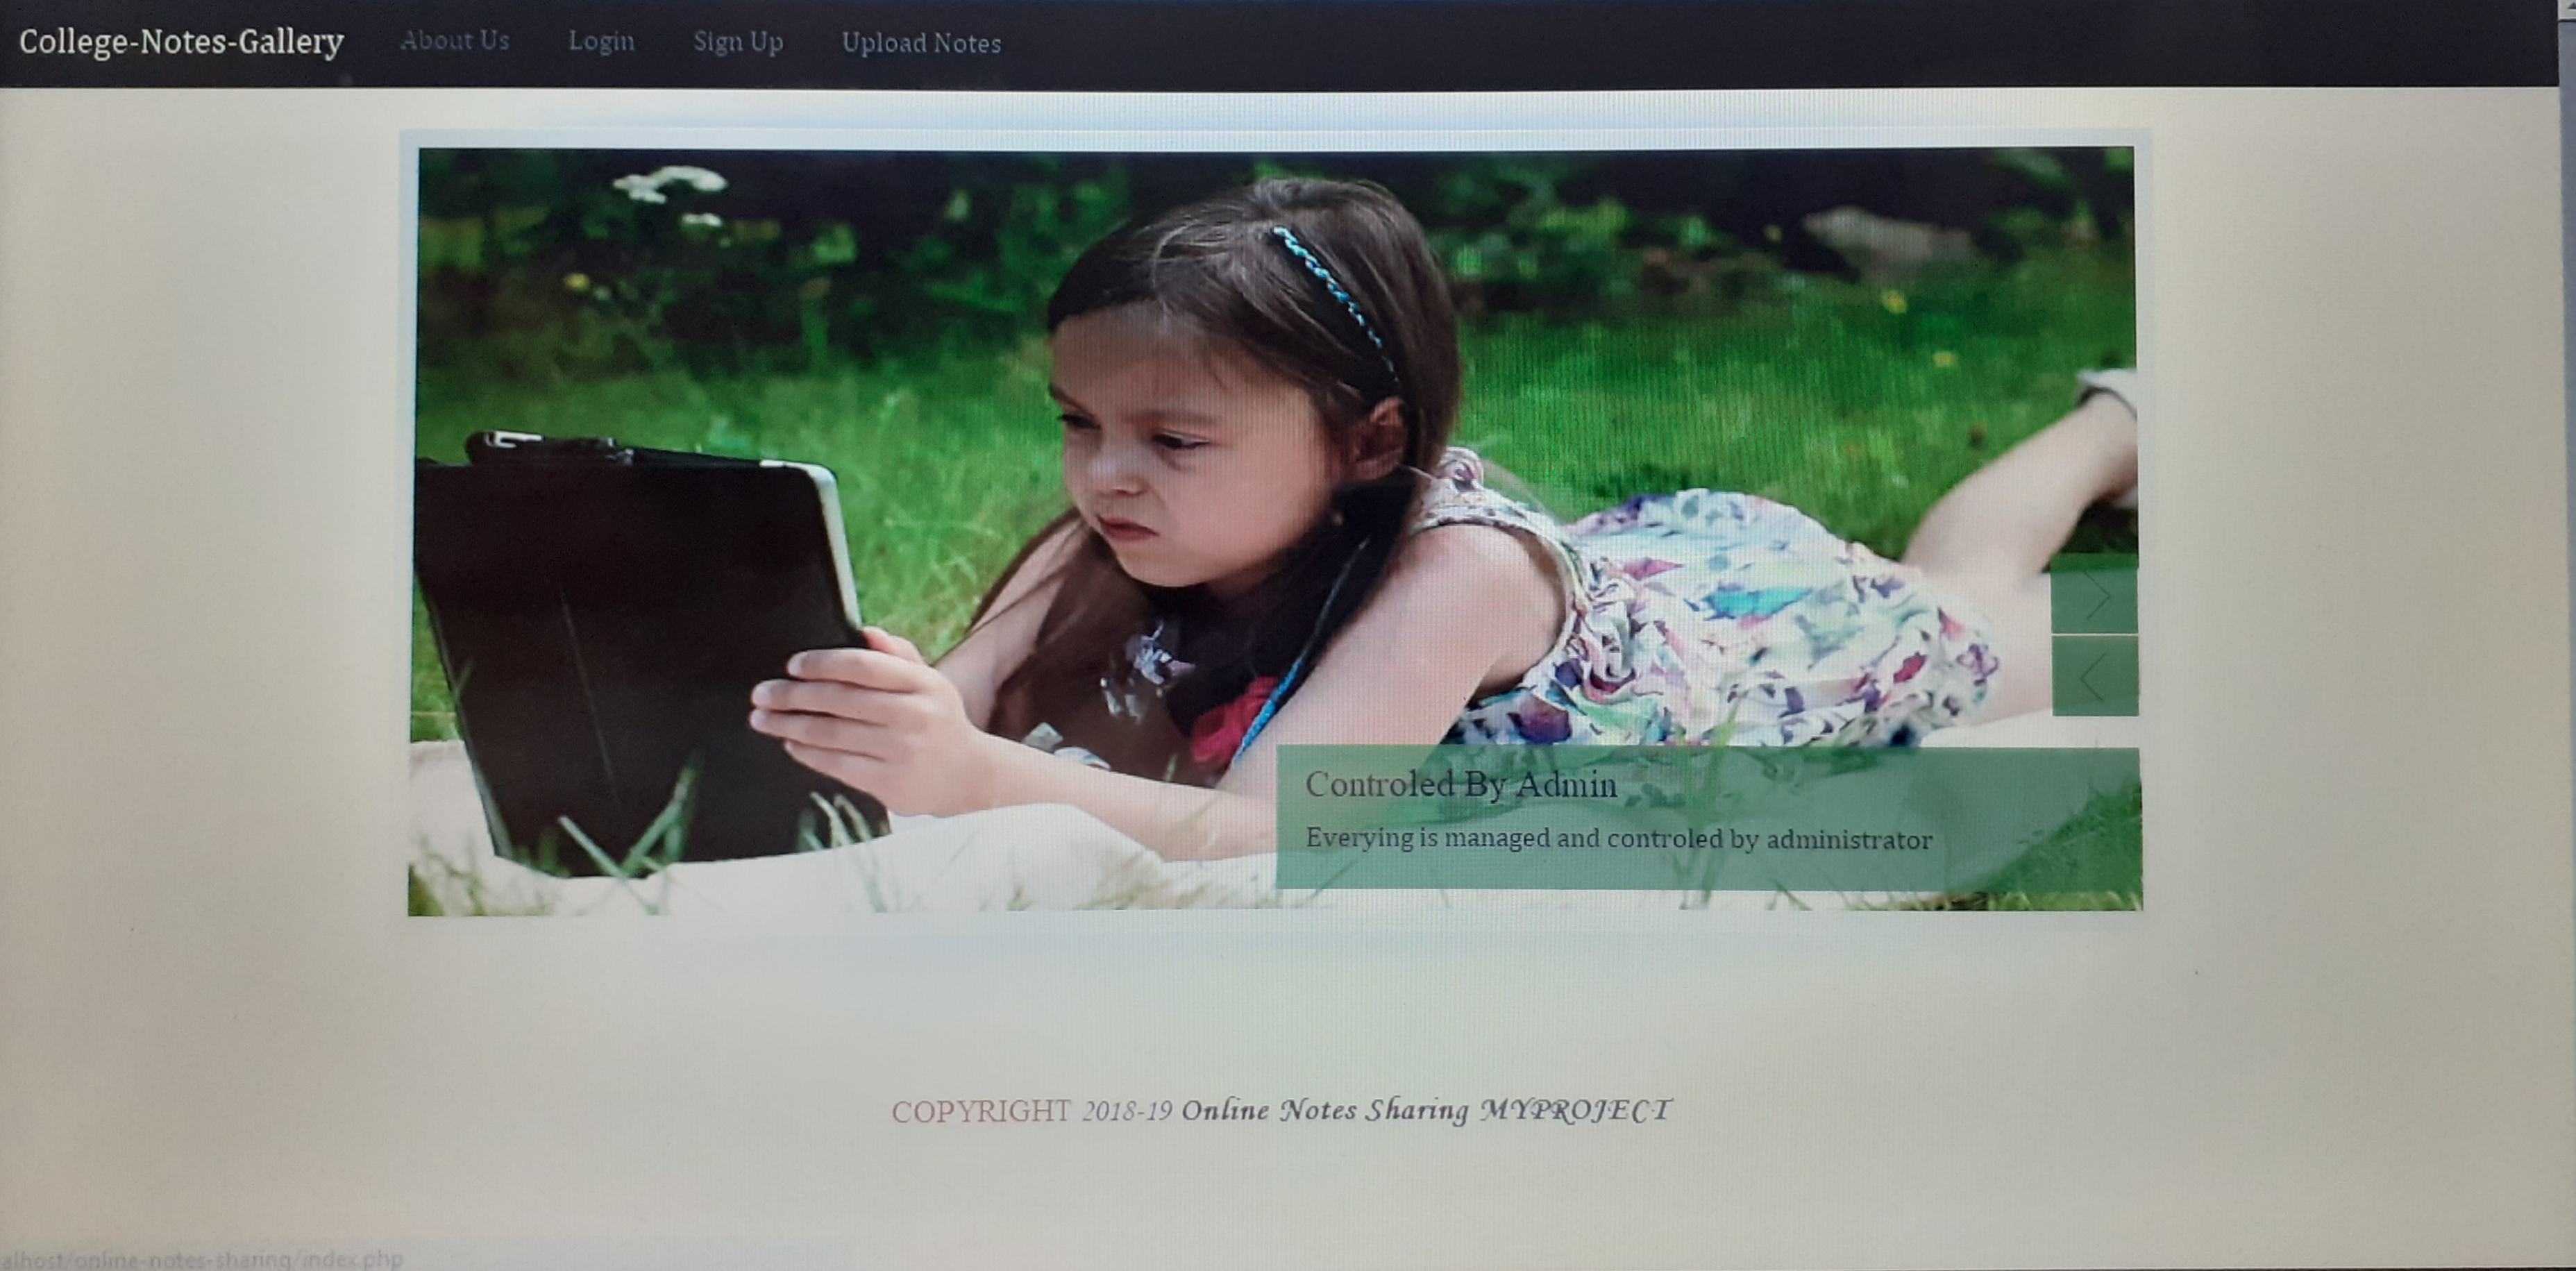 College-Notes-Gallery About Us Login Sign Up Upload Notes
Controled By Admin
Everying is managed and controled by administrator
COPYRIGHT 2018-19 Online Notes Sharing MYPROJECT
alhost/online-notes-sharing/index.php